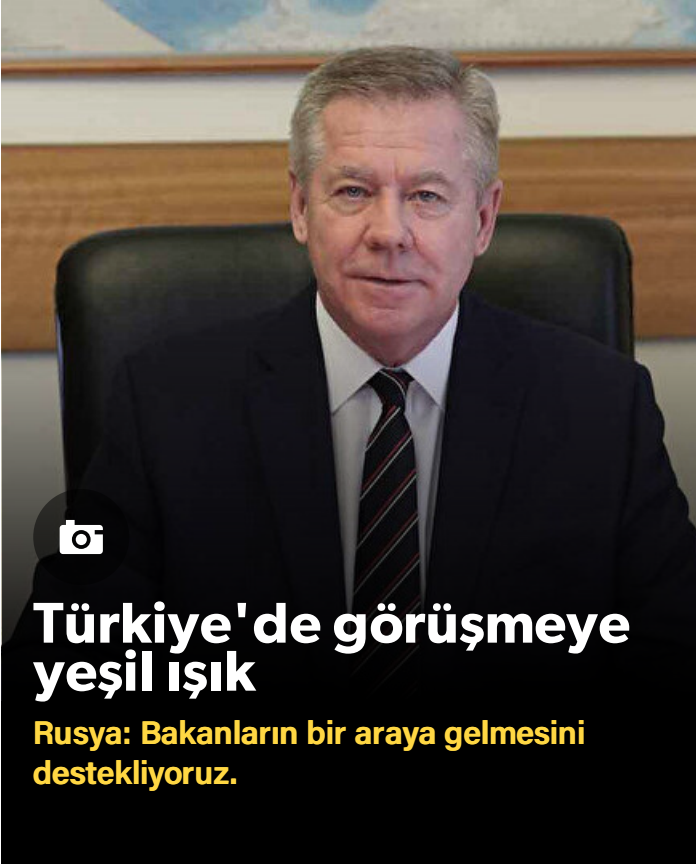 Türkiye'de görüşmeye
yeşil ışık
Rusya: Bakanların bir araya gelmesini
destekliyoruz.